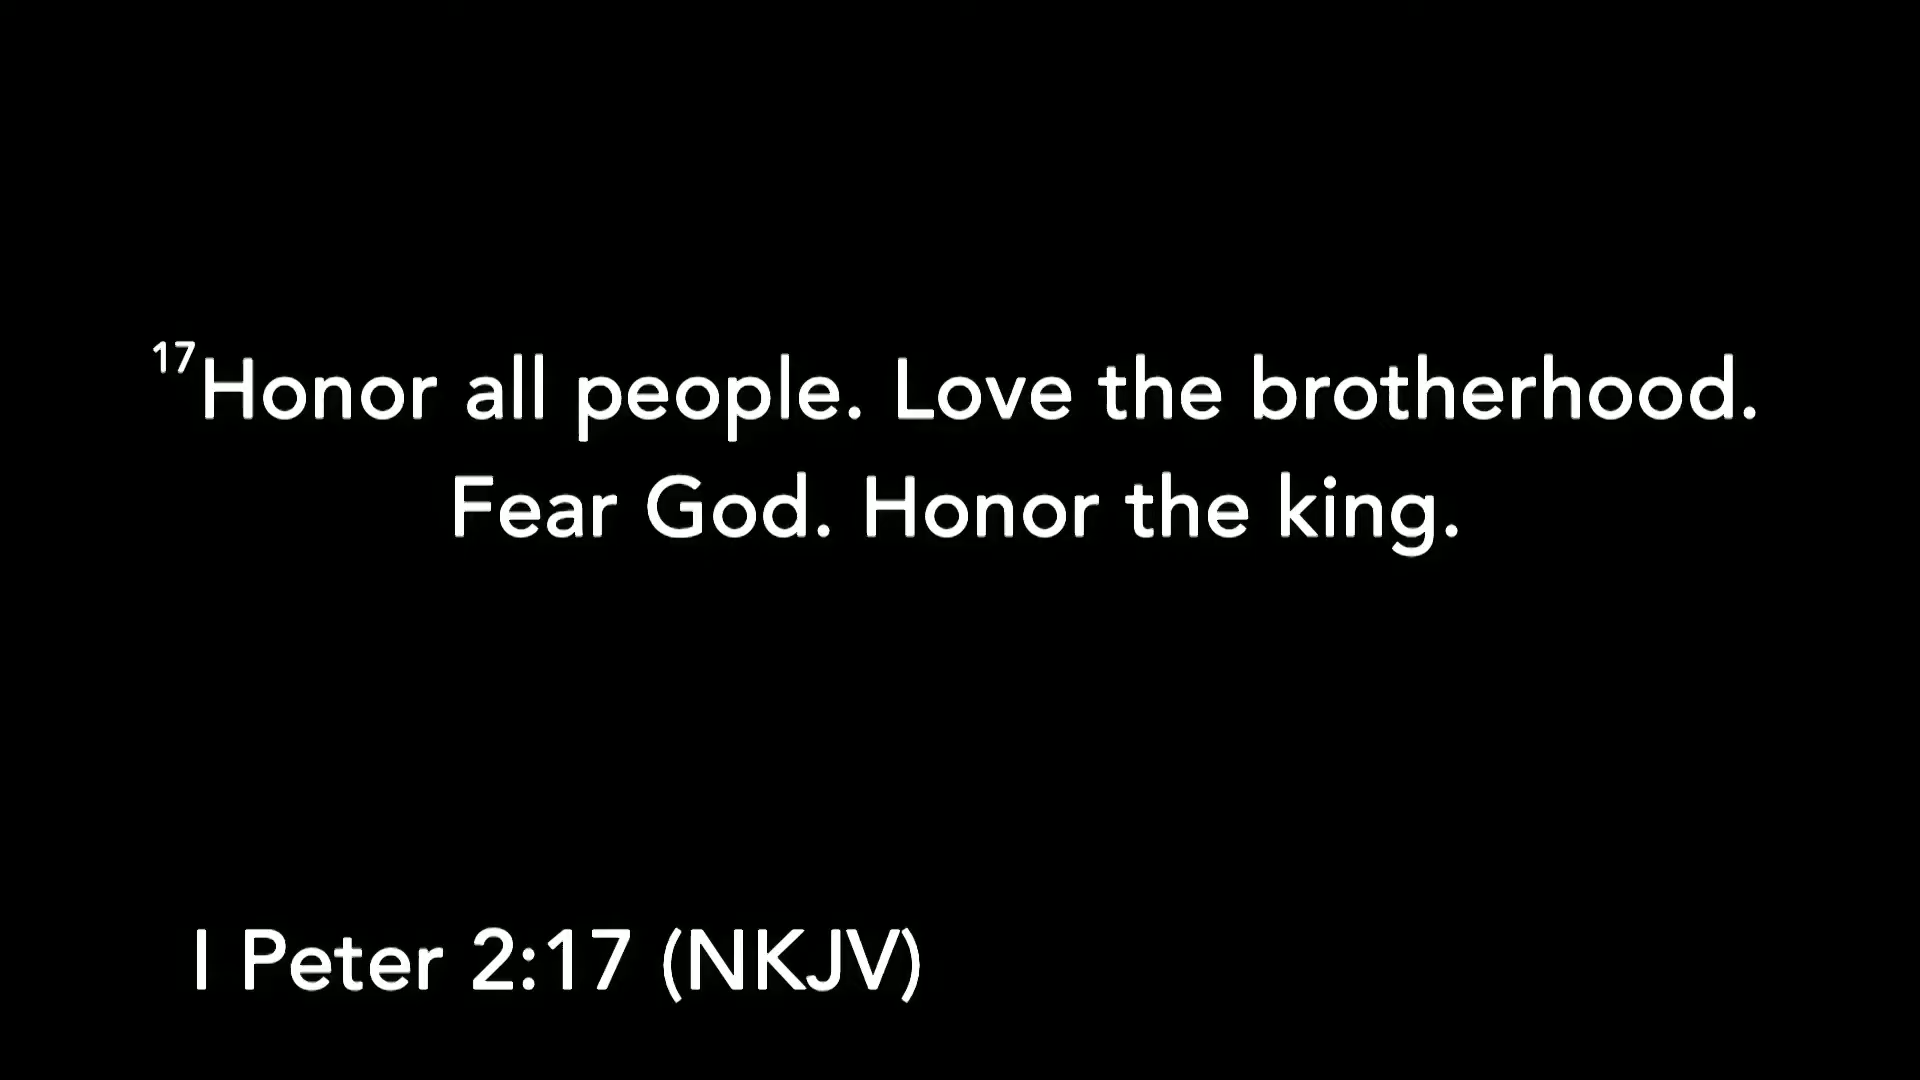 17Honor all people. Love the brotherhood.
Fear God. Honor the king.
I Peter 2:17 (NKJV)